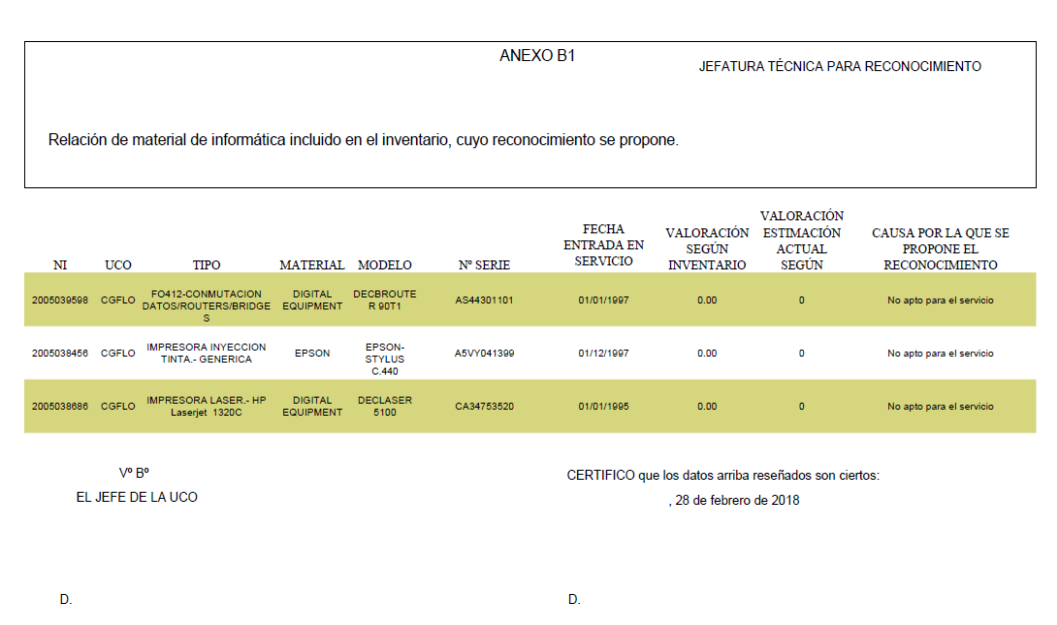 ANEXO B1
JEFATURA TÉCNICA PARA RECONOCIMIENTO
Relación de material de informática incluido en el inventario, cuyo reconocimiento se propone.
NI UCO TIPO MATERIAL MODELO Nº SERIE FECHA ENTRADA EN SERVICIO VALORACIÓN SEGÚN INVENTARIO VALORACIÓN ESTIMACIÓN ACTUAL SEGÚN CAUSA POR LA QUE SE PROPONE EL RECONOCIMIENTO
2005039598 CGFLO FO412-CONMUTACION DATOS/ROUTERS/BRIDGES DIGITAL EQUIPMENT DECBROUTER 90T1 AS44301101 01/01/1997 0.00 0 No apto para el servicio
2005038456 CGFLO IMPRESORA INYECCION TINTA.- GENERICA EPSON EPSON-STYLUS C.440 A5VY041399 01/12/1997 0.00 0 No apto para el servicio
2005038686 CGFLO IMPRESORA LASER.- HP Laserjet 1320C DIGITAL EQUIPMENT DECLASER 5100 CA34753520 01/01/1995 0.00 0 No apto para el servicio
Vº Bº
EL JEFE DE LA UCO
CERTIFICO que los datos arriba reseñados son ciertos:
, 28 de febrero de 2018
D.
D.